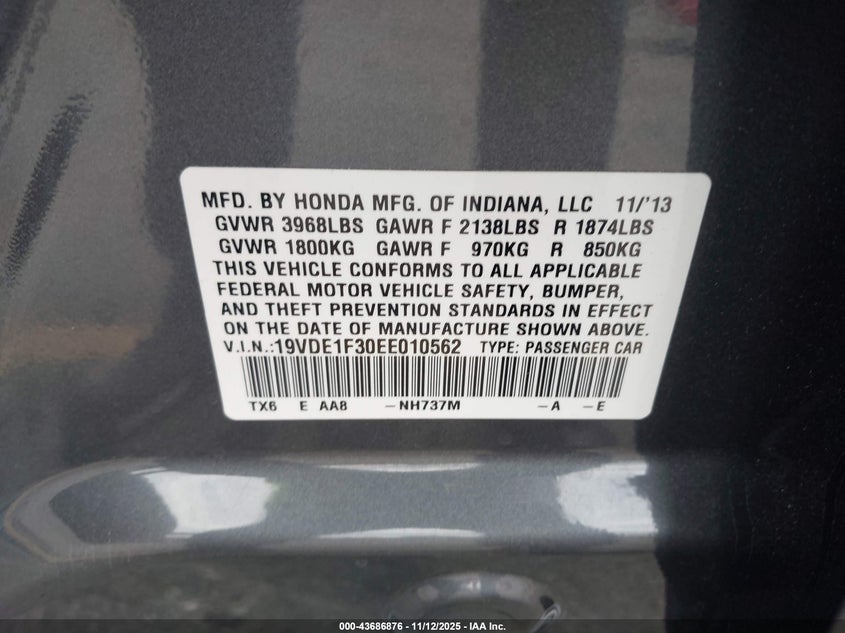 MFD. BY HONDA MFG. OF INDIANA, LLC 11/'13
GVWR 3968LBS GAWR F 2138LBS R 1874LBS
GVWR 1800KG GAWR F 970KG R 850KG
THIS VEHICLE CONFORMS TO ALL APPLICABLE
FEDERAL MOTOR VEHICLE SAFETY, BUMPER,
AND THEFT PREVENTION STANDARDS IN EFFECT
ON THE DATE OF MANUFACTURE SHOWN ABOVE.
V.I.N.:19VDE1F30EE010562 TYPE: PASSENGER CAR
TX6 E AA8 -NH737M -A -E
000-43686876 - 11/12/2025 - IAA Inc.